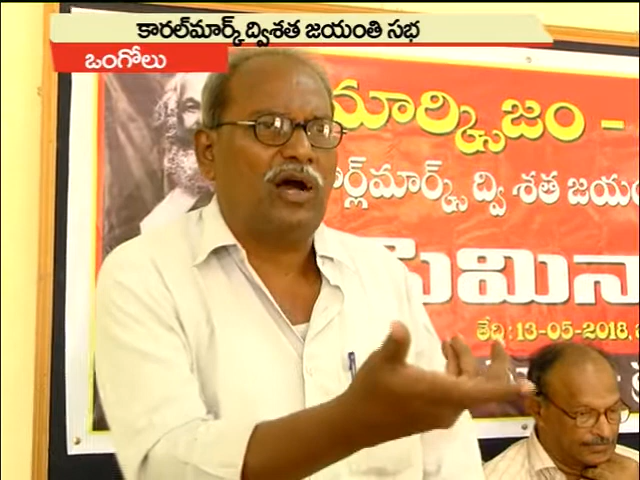 కారల్‌మార్క్స్ ద్విశత జయంతి సభ
ఒంగోలు
మార్క్సిజం -
ర్ల్‌మార్క్స్ ద్వి శత జయం
సెమినా
తేది : 13-05-2018,